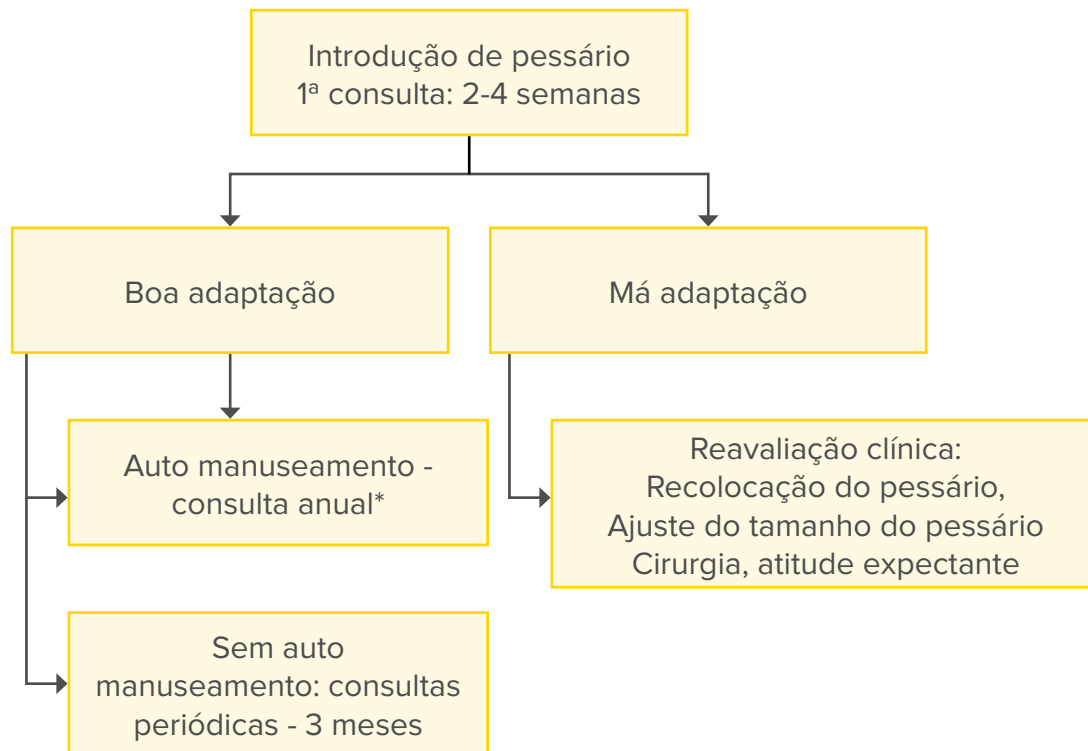 Introdução de pessário
1ª consulta: 2-4 semanas
Boa adaptação
Má adaptação
Auto manuseamento -
consulta anual*
Reavaliação clínica:
Recolocação do pessário,
Ajuste do tamanho do pessário
Cirurgia, atitude expectante
Sem auto
manuseamento: consultas
periódicas - 3 meses